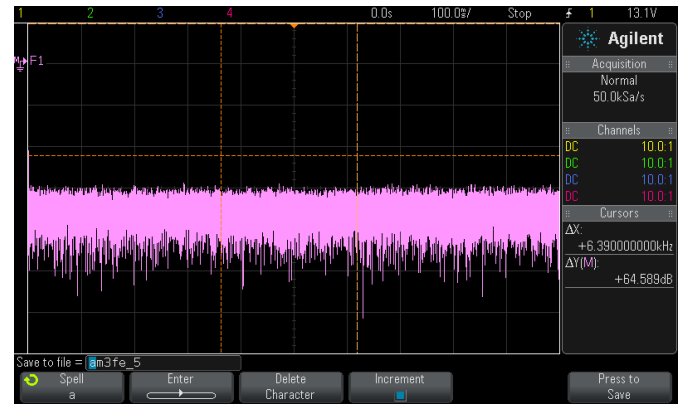 1 2 3 4 0.0s 100.0%/ Stop 1 13.1V
F1
Agilent
Acquisition
Normal
50.0kSa/s
Channels
DC 10.0:1
DC 10.0:1
DC 10.0:1
DC 10.0:1
Cursors
ΔX:
+6.390000000kHz
ΔY(M):
+64.589dB
Save to file = am3fe_5
Spell Enter Delete Increment Press to
a Character Save